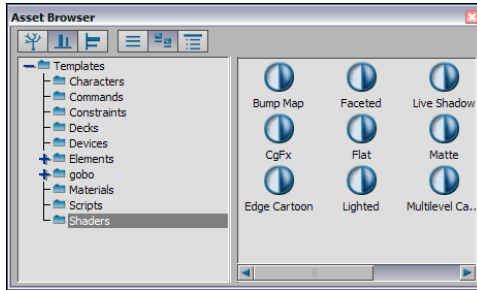 Asset Browser
Templates
Characters
Commands
Constraints
Decks
Devices
Elements
gobo
Materials
Scripts
Shaders
Bump Map Faceted Live Shadow
CgFx Flat Matte
Edge Cartoon Lighted Multilevel Ca...